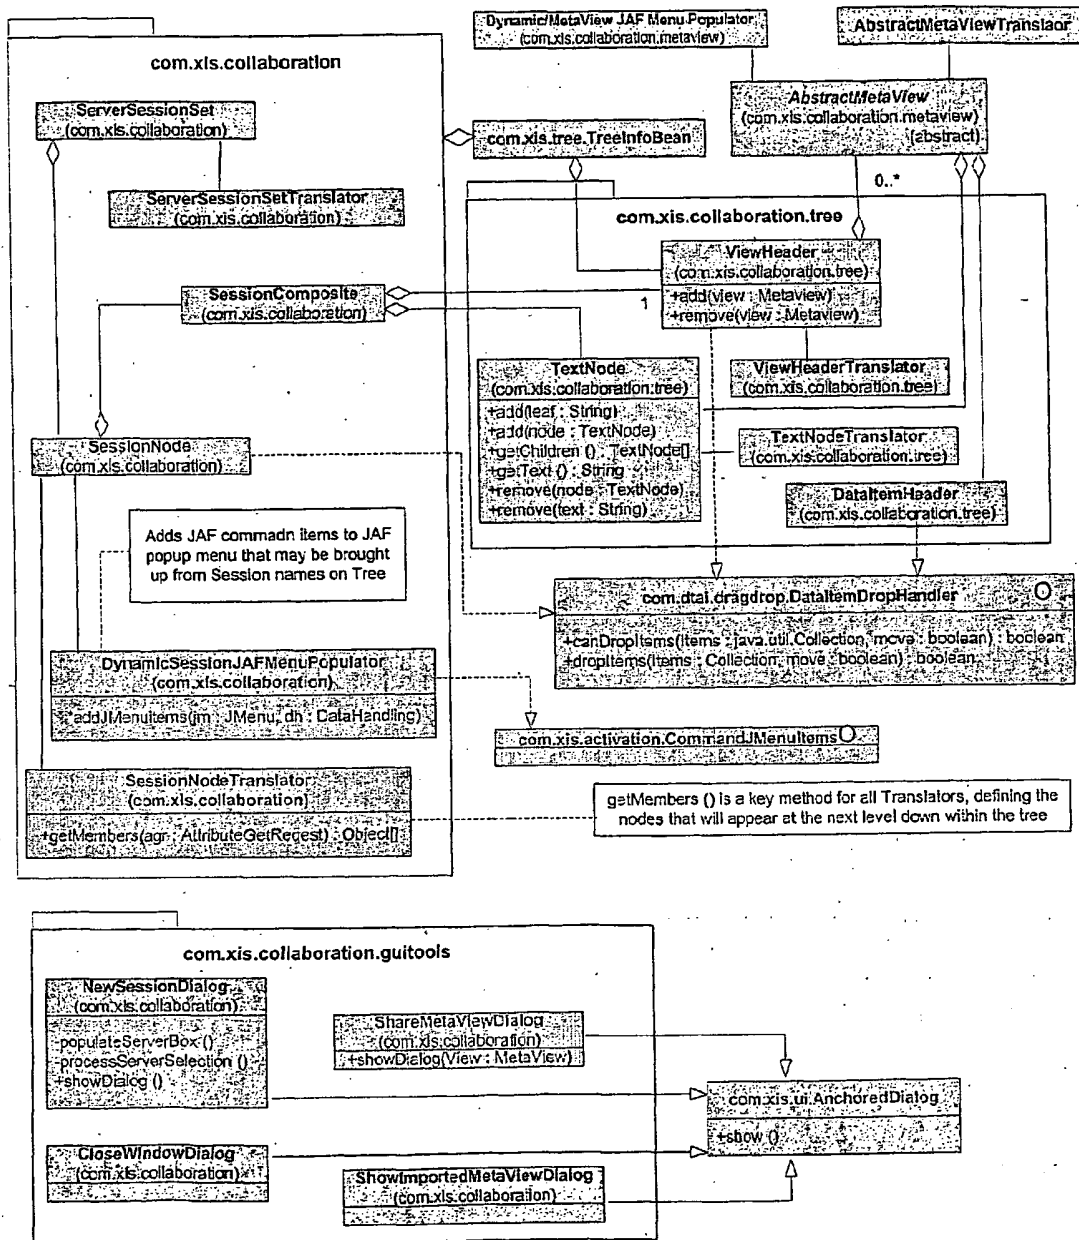 com.xis.collaboration
ServerSessionSet
(com.xis.collaboration)
ServerSessionSetTranslator
(com.xis.collaboration)
SessionComposite
(com.xis.collaboration)
SessionNode
(com.xis.collaboration)
Adds JAF commadn items to JAF
popup menu that may be brought
up from Session names on Tree
DynamicSessionJAFMenuPopulator
(com.xis.collaboration)
addJMenuItems(jm : JMenu, dh : DataHandling)
SessionNodeTranslator
(com.xis.collaboration)
+getMembers(agr : AttributeGetReqest) : Object[]
Dynamic/MetaView JAF Menu Populator
(com.xis.collaboration.metaview)
AbstractMetaViewTranslaor
AbstractMetaView
(com.xis.collaboration.metaview)
{abstract}
com.xis.tree.TreeInfoBean
0..*
com.xis.collaboration.tree
ViewHeader
(com.xis.collaboration.tree)
+add(view : Metaview)
+remove(view : Metaview)
1
ViewHeaderTranslator
(com.xis.collaboration.tree)
TextNode
(com.xis.collaboration.tree)
+add(leaf : String)
+add(node : TextNode)
+getChildren () : TextNode[]
+getText () : String
+remove(node : TextNode)
+remove(text : String)
TextNodeTranslator
(com.xis.collaboration.tree)
DataItemHeader
(com.xis.collaboration.tree)
com.dtai.dragdrop.DataItemDropHandler
+canDropItems(items : java.util.Collection, move : boolean) : boolean
+dropItems(items : Collection, move : boolean) : boolean
com.xis.activation.CommandJMenuItems
getMembers () is a key method for all Translators, defining the
nodes that will appear at the next level down within the tree
com.xis.collaboration.guitools
NewSessionDialog
(com.xis.collaboration)
-populateServerBox ()
-processServerSelection ()
+showDialog ()
ShareMetaViewDialog
(com.xis.collaboration)
+showDialog(View : MetaView)
CloseWindowDialog
(com.xis.collaboration)
ShowImportedMetaViewDialog
(com.xis.collaboration)
com.xis.ui.AnchoredDialog
+show ()